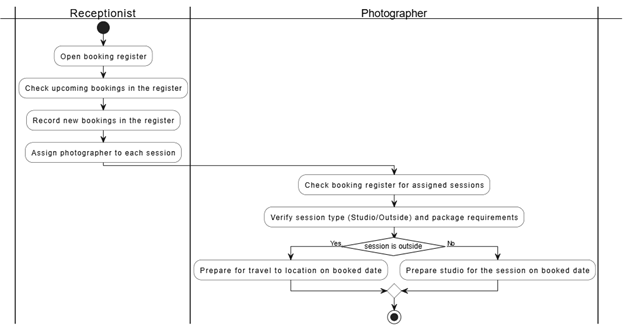 Receptionist
Photographer
Open booking register
Check upcoming bookings in the register
Record new bookings in the register
Assign photographer to each session
Check booking register for assigned sessions
Verify session type (Studio/Outside) and package requirements
Yes
session is outside
No
Prepare for travel to location on booked date
Prepare studio for the session on booked date